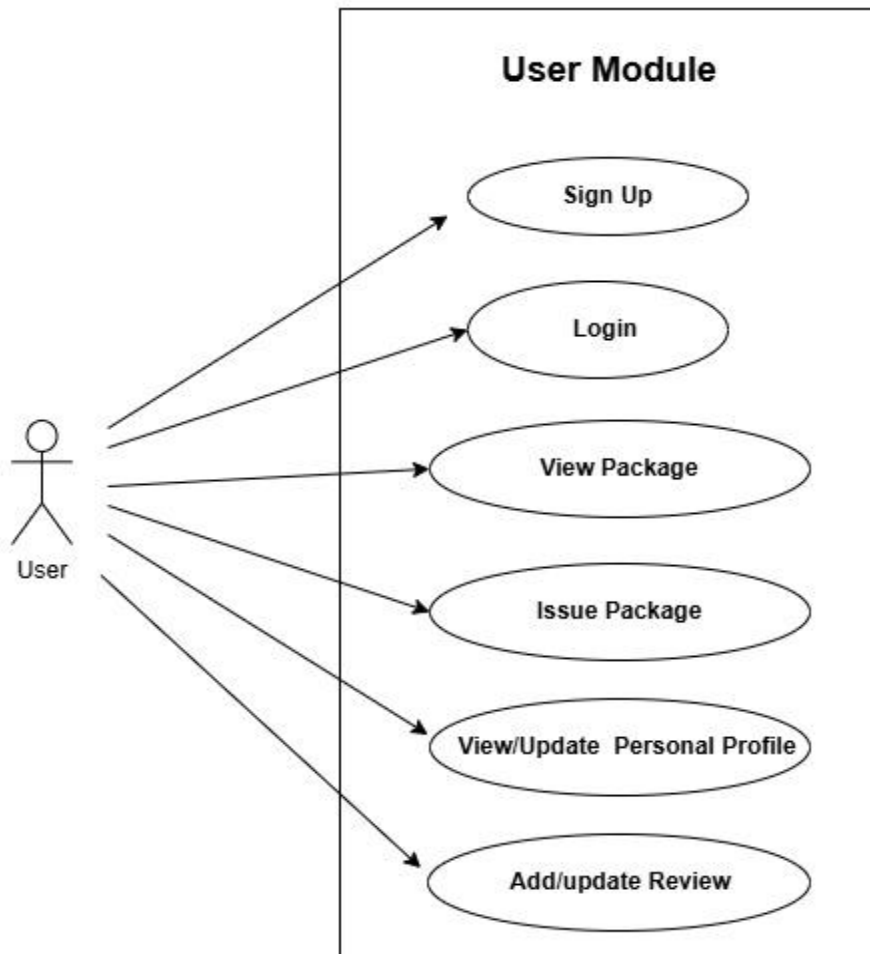 User Module
Sign Up
Login
View Package
User
Issue Package
View/Update  Personal Profile
Add/update Review